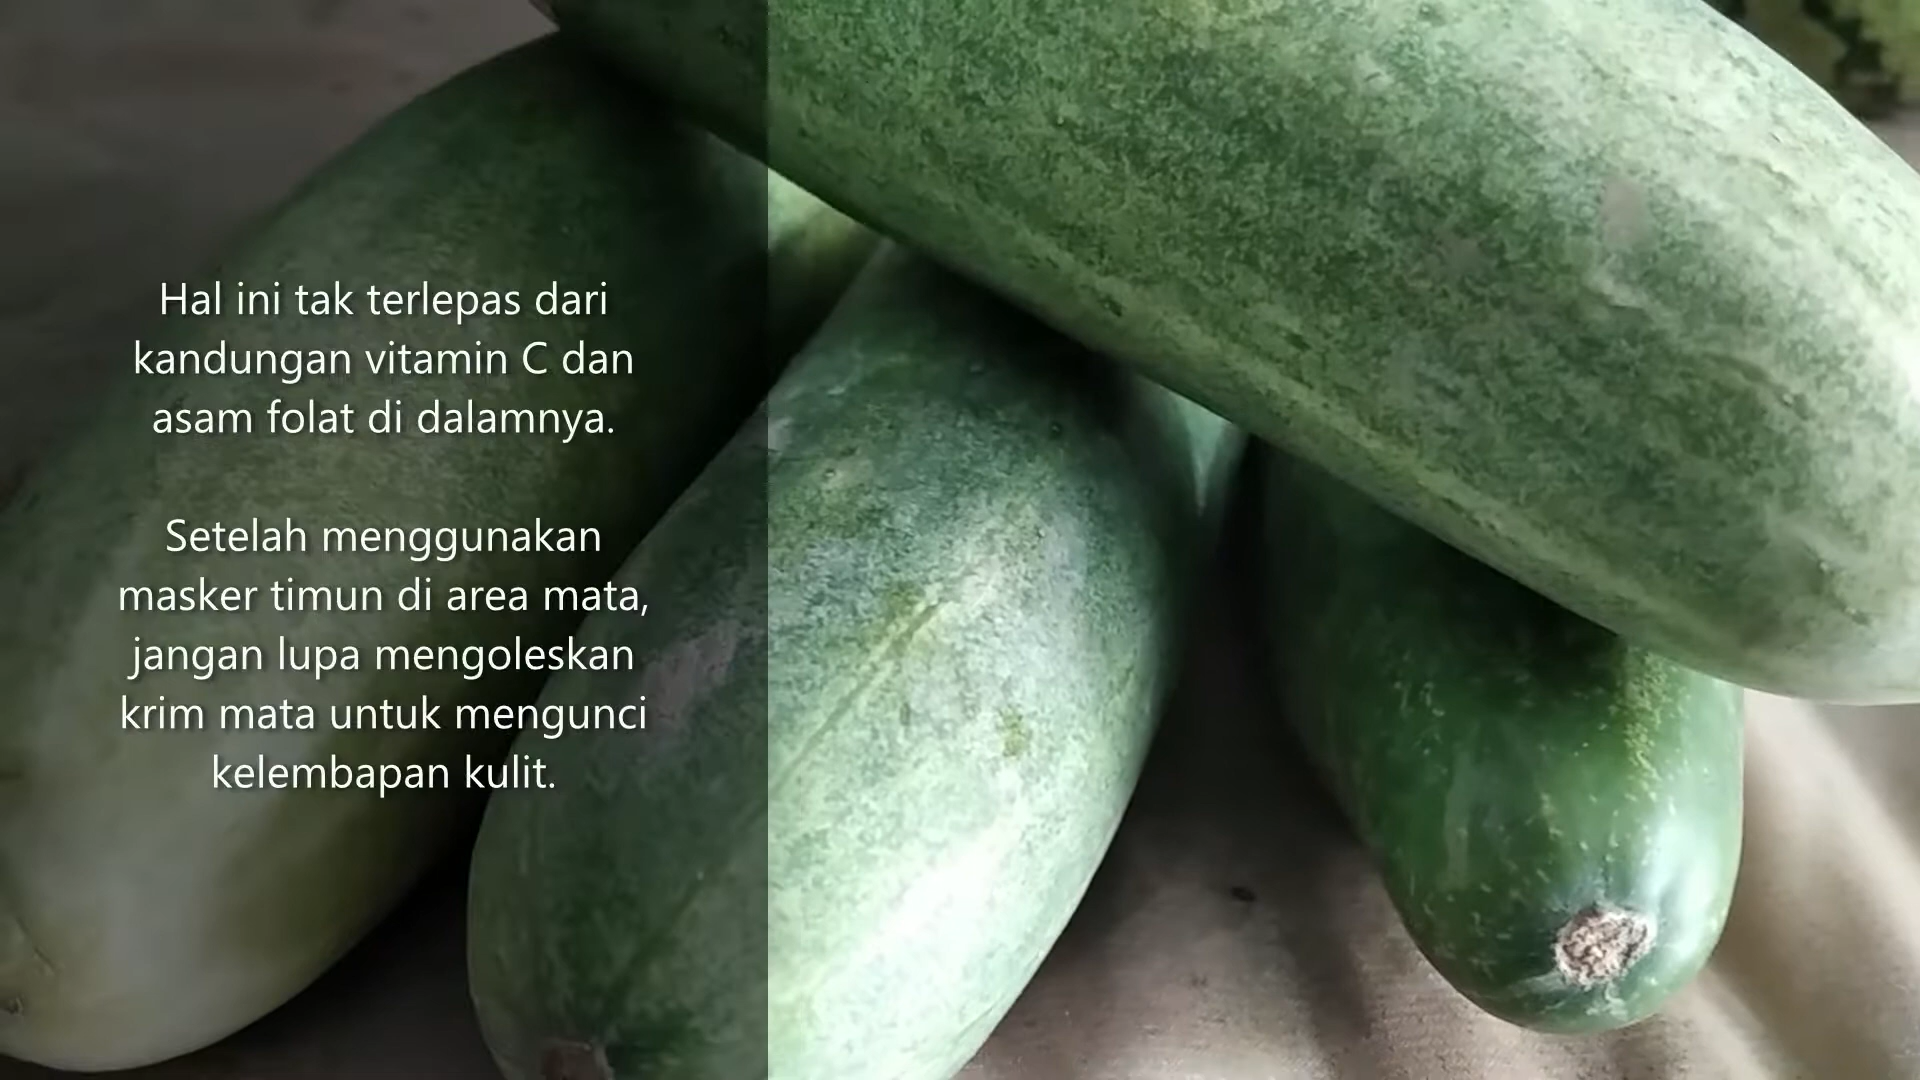 Hal ini tak terlepas dari
kandungan vitamin C dan
asam folat di dalamnya.
Setelah menggunakan
masker timun di area mata,
jangan lupa mengoleskan
krim mata untuk mengunci
kelembapan kulit.